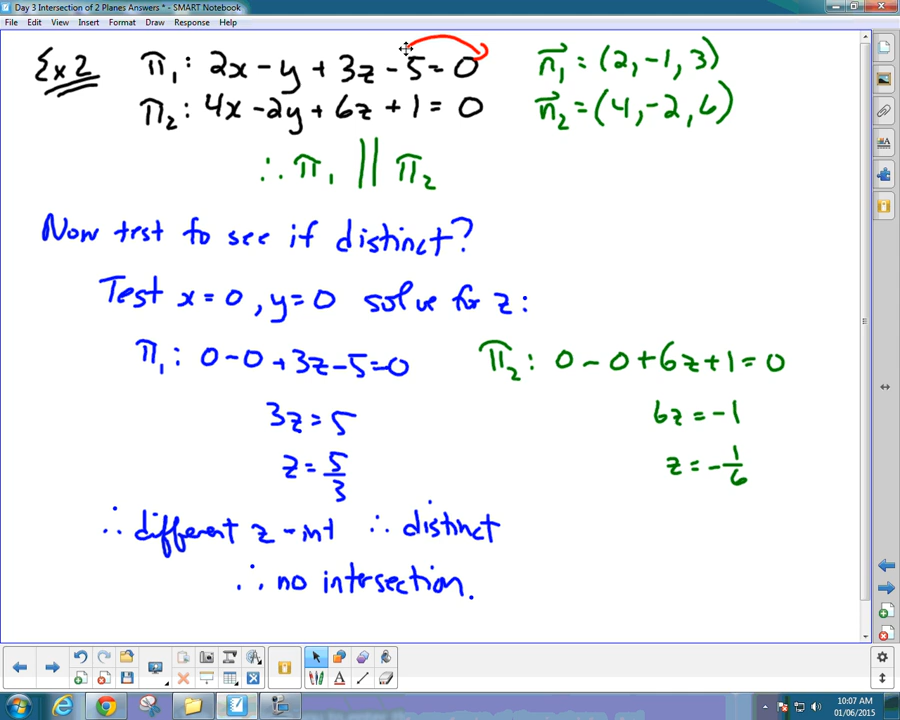 Day 3 Intersection of 2 Planes Answers * - SMART Notebook
File Edit View Insert Format Draw Response Help
Ex 2 π₁: 2x - y + 3z - 5 = 0 n⃗₁ = (2, -1, 3)
π₂: 4x - 2y + 6z + 1 = 0 n⃗₂ = (4, -2, 6)
∴ π₁ || π₂
Now test to see if distinct?
Test x = 0, y = 0 solve for z:
π₁: 0 - 0 + 3z - 5 = 0 π₂: 0 - 0 + 6z + 1 = 0
3z = 5 6z = -1
z = 5/3 z = -1/6
∴ different z-int ∴ distinct
∴ no intersection.
10:07 AM
01/06/2015